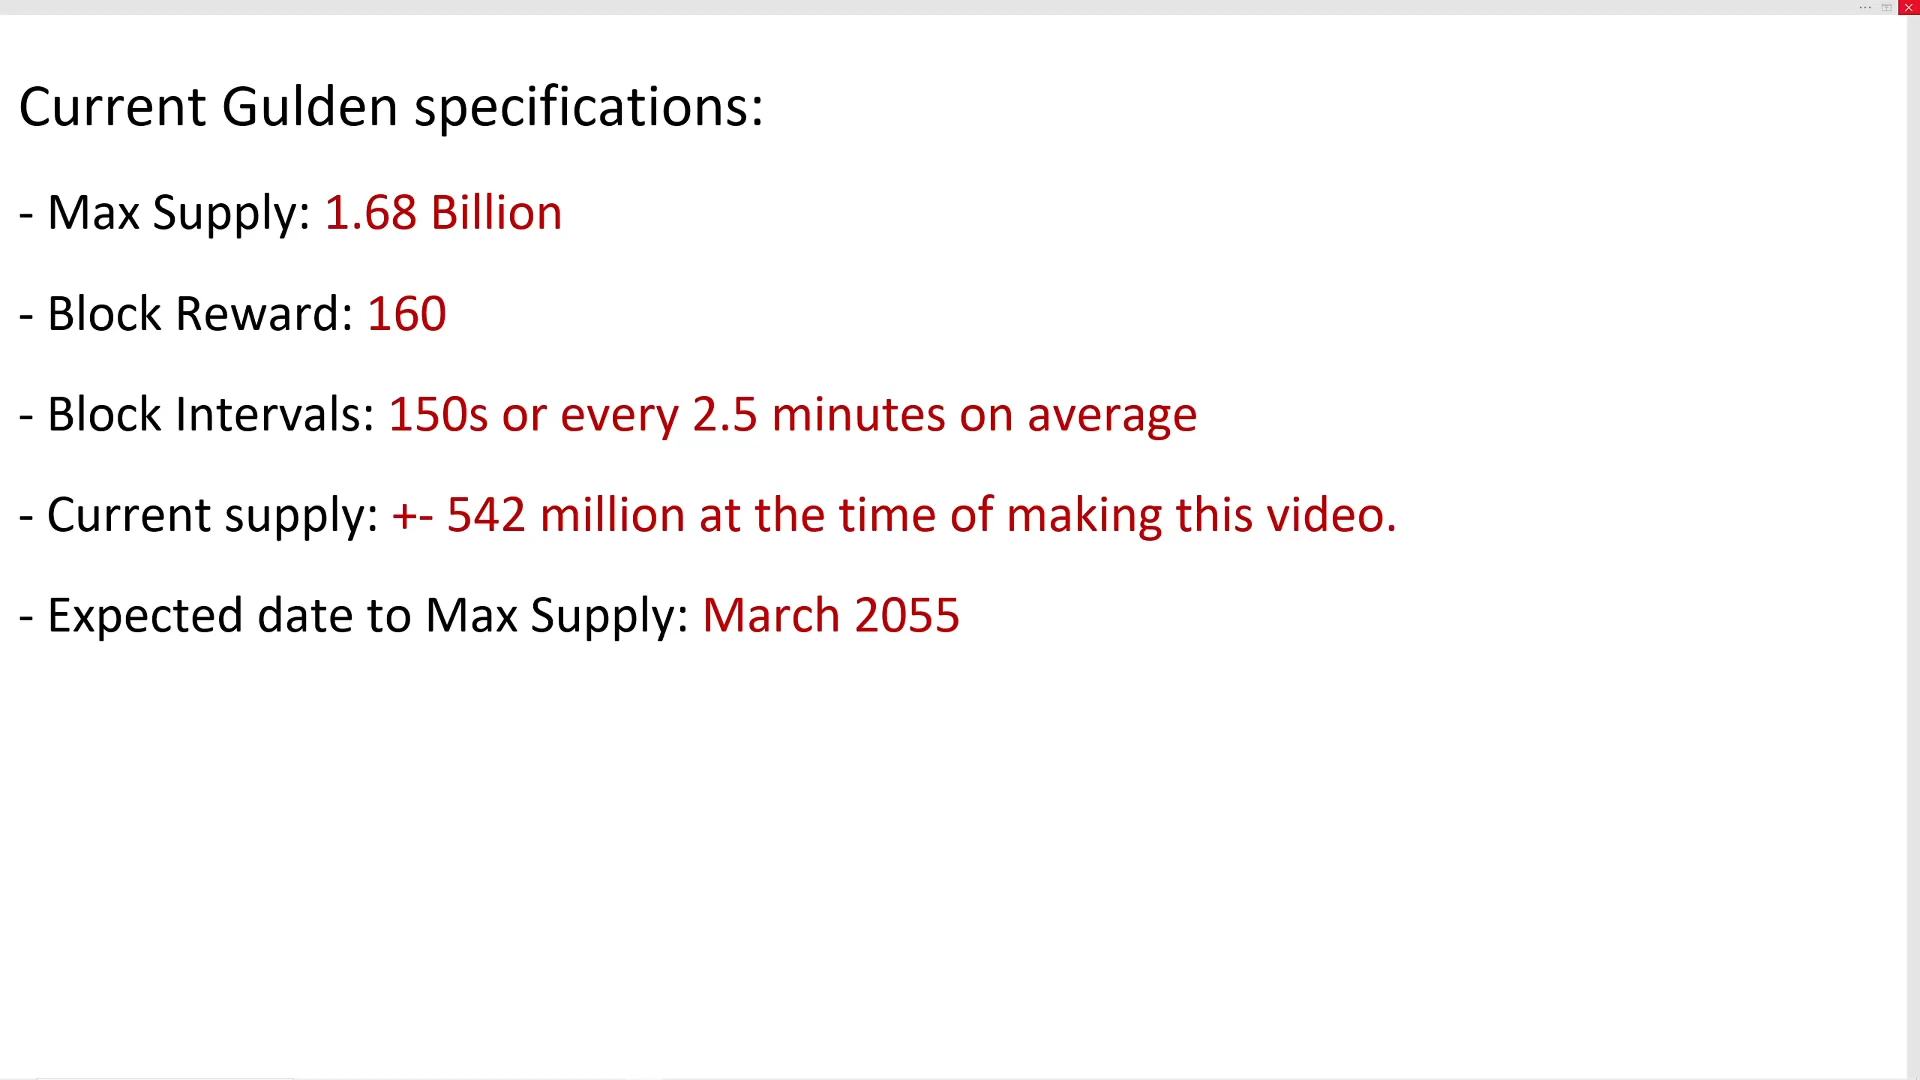 Current Gulden specifications:
- Max Supply: 1.68 Billion
- Block Reward: 160
- Block Intervals: 150s or every 2.5 minutes on average
- Current supply: +- 542 million at the time of making this video.
- Expected date to Max Supply: March 2055